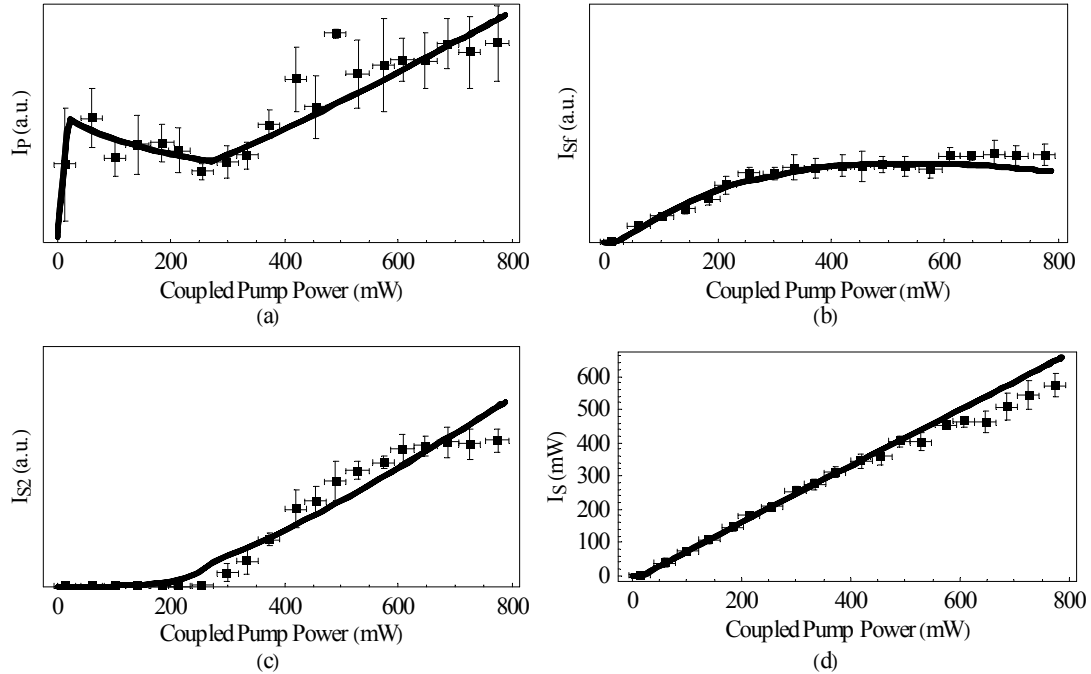 I_P (a.u.)
0 200 400 600 800
Coupled Pump Power (mW)
(a)
I_Sf (a.u.)
0 200 400 600 800
Coupled Pump Power (mW)
(b)
I_S2 (a.u.)
0 200 400 600 800
Coupled Pump Power (mW)
(c)
I_S (mW)
600
500
400
300
200
100
0
0 200 400 600 800
Coupled Pump Power (mW)
(d)